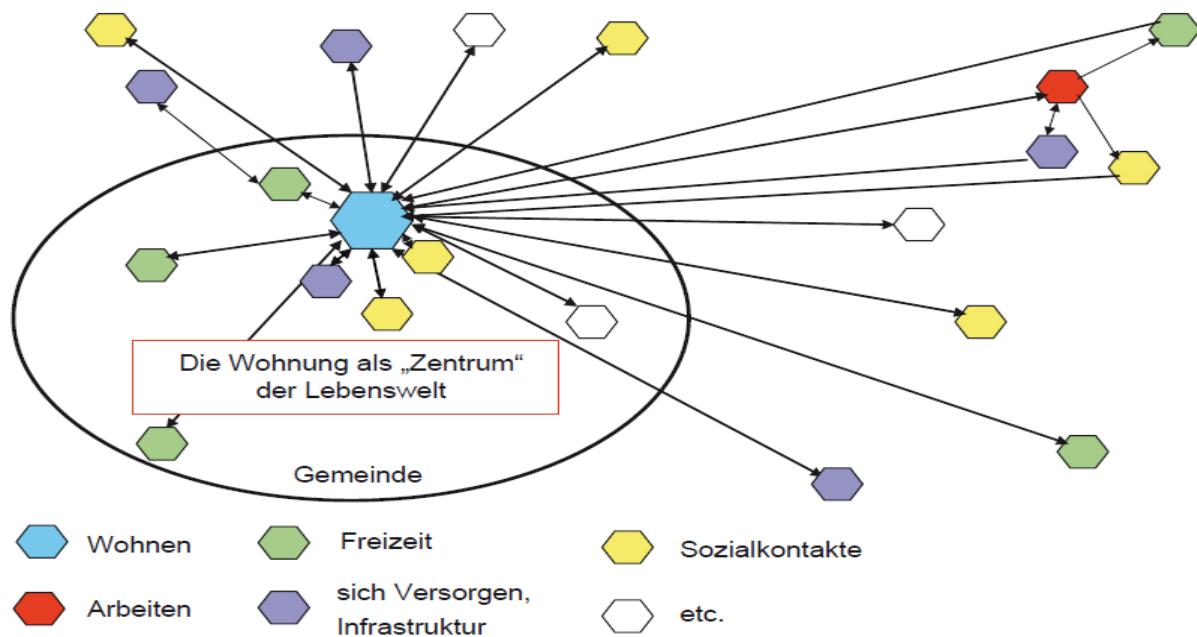 Die Wohnung als „Zentrum“
der Lebenswelt
Gemeinde
Wohnen
Freizeit
Sozialkontakte
Arbeiten
sich Versorgen,
Infrastruktur
etc.